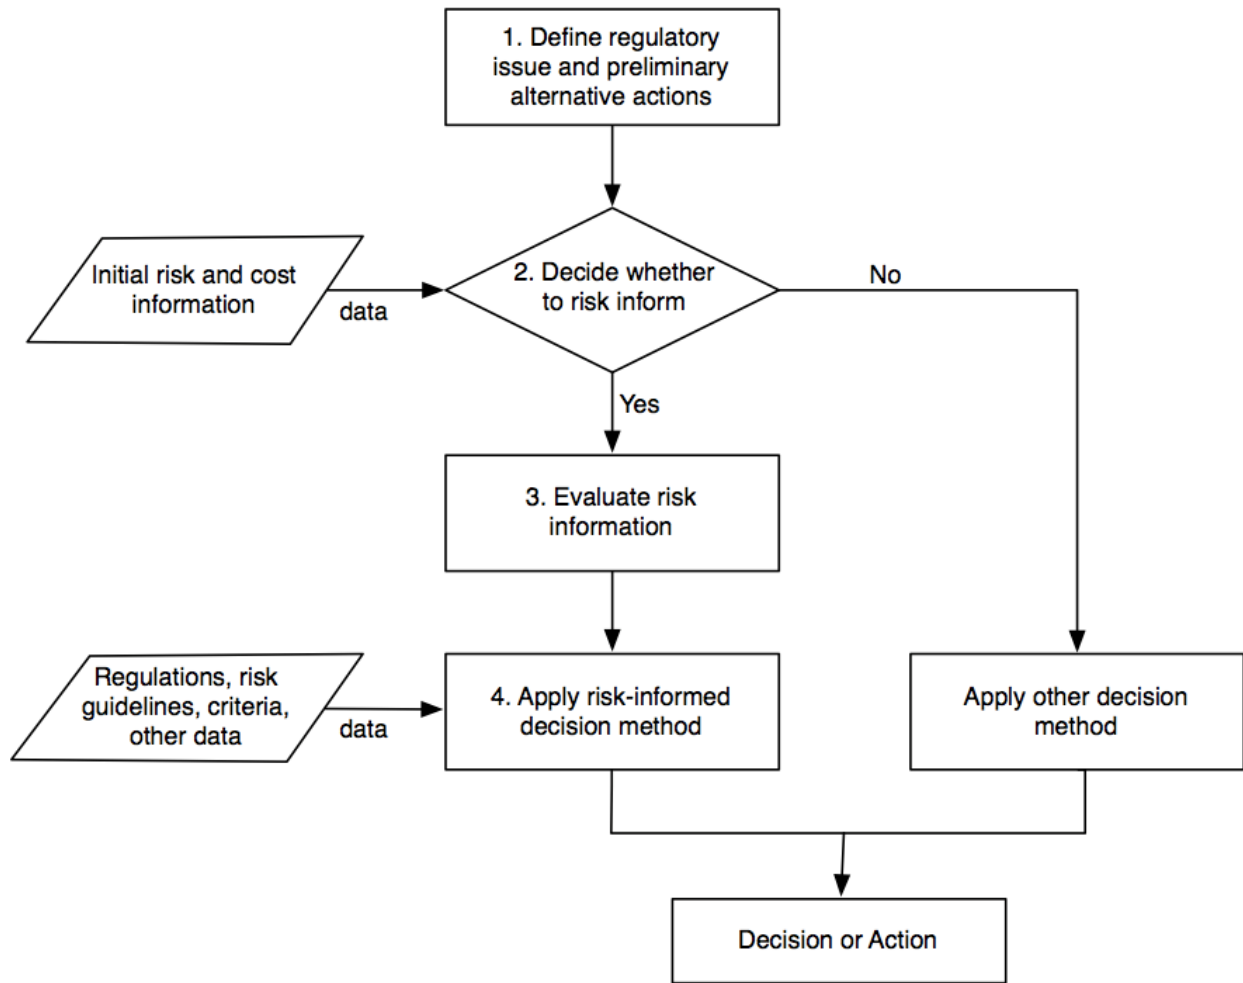 1. Define regulatory
issue and preliminary
alternative actions
Initial risk and cost
information
data
2. Decide whether
to risk inform
No
Yes
3. Evaluate risk
information
Regulations, risk
guidelines, criteria,
other data
data
4. Apply risk-informed
decision method
Apply other decision
method
Decision or Action